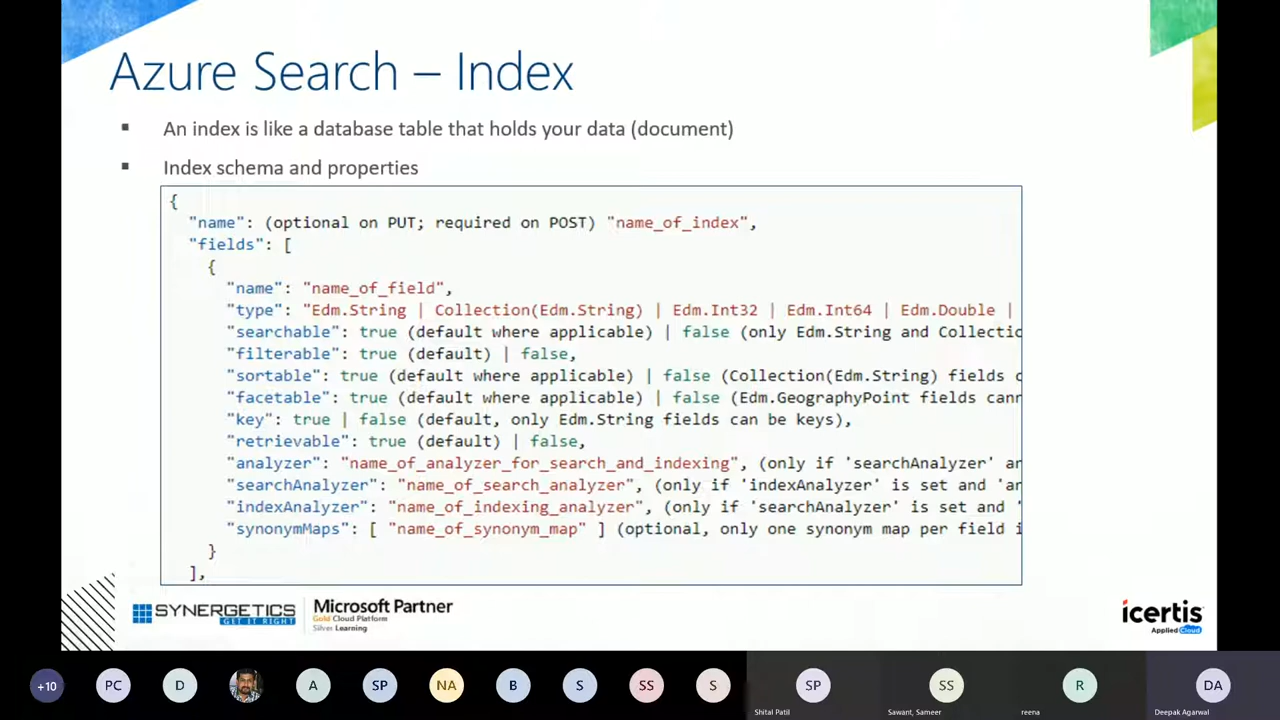 Azure Search – Index
▪ An index is like a database table that holds your data (document)
▪ Index schema and properties
{
"name": (optional on PUT; required on POST) "name_of_index",
"fields": [
{
"name": "name_of_field",
"type": "Edm.String | Collection(Edm.String) | Edm.Int32 | Edm.Int64 | Edm.Double |
"searchable": true (default where applicable) | false (only Edm.String and Collectio
"filterable": true (default) | false,
"sortable": true (default where applicable) | false (Collection(Edm.String) fields c
"facetable": true (default where applicable) | false (Edm.GeographyPoint fields cann
"key": true | false (default, only Edm.String fields can be keys),
"retrievable": true (default) | false,
"analyzer": "name_of_analyzer_for_search_and_indexing", (only if 'searchAnalyzer' an
"searchAnalyzer": "name_of_search_analyzer", (only if 'indexAnalyzer' is set and 'an
"indexAnalyzer": "name_of_indexing_analyzer", (only if 'searchAnalyzer' is set and '
"synonymMaps": [ "name_of_synonym_map" ] (optional, only one synonym map per field i
}
],
SYNERGETICS
GET IT RIGHT
Microsoft Partner
Gold Cloud Platform
Silver Learning
icertis
Applied Cloud
+10 PC D A SP NA B S SS S SP SS R DA
Shital Patil Sawant, Sameer reena Deepak Agarwal